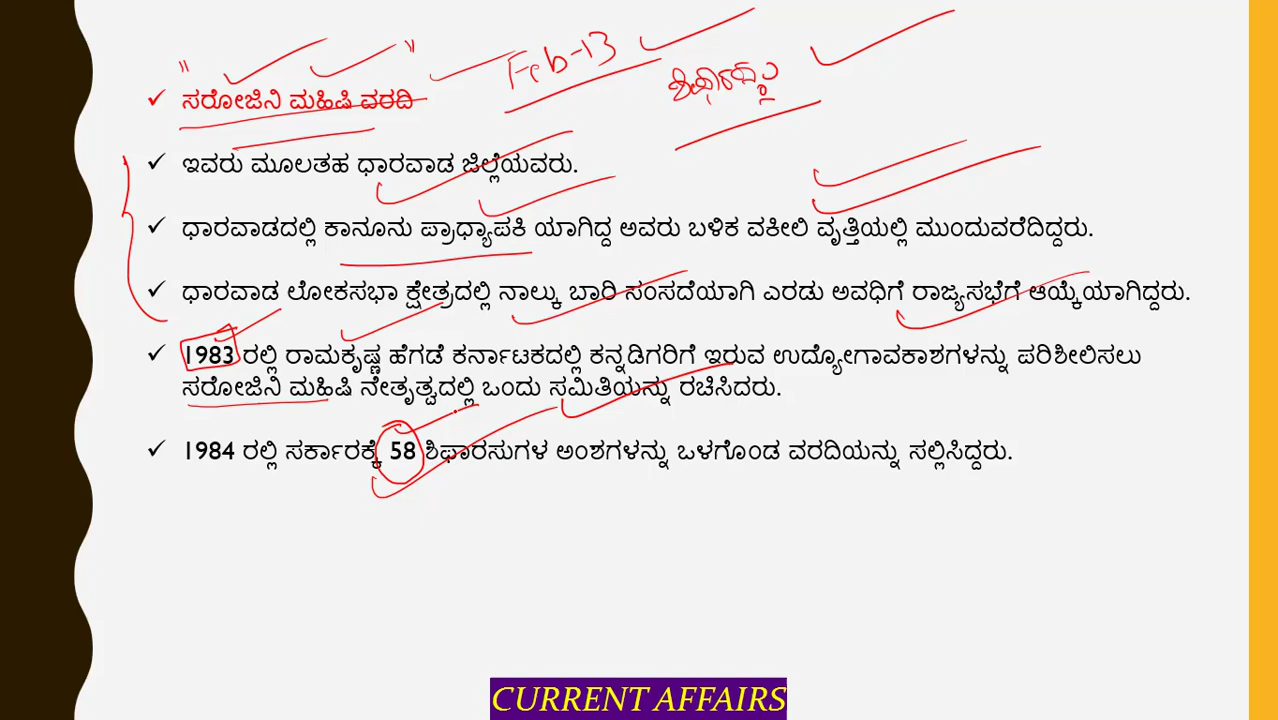 " "
Feb-13
ಸರೋಜಿನಿ ಮಹಿಷಿ ವರದಿ
ಇವರು ಮೂಲತಹ ಧಾರವಾಡ ಜಿಲ್ಲೆಯವರು.
ಧಾರವಾಡದಲ್ಲಿ ಕಾನೂನು ಪ್ರಾಧ್ಯಾಪಕಿ ಯಾಗಿದ್ದ ಅವರು ಬಳಿಕ ವಕೀಲಿ ವೃತ್ತಿಯಲ್ಲಿ ಮುಂದುವರೆದಿದ್ದರು.
ಧಾರವಾಡ ಲೋಕಸಭಾ ಕ್ಷೇತ್ರದಲ್ಲಿ ನಾಲ್ಕು ಬಾರಿ ಸಂಸದೆಯಾಗಿ ಎರಡು ಅವಧಿಗೆ ರಾಜ್ಯಸಭೆಗೆ ಆಯ್ಕೆಯಾಗಿದ್ದರು.
1983 ರಲ್ಲಿ ರಾಮಕೃಷ್ಣ ಹೆಗಡೆ ಕರ್ನಾಟಕದಲ್ಲಿ ಕನ್ನಡಿಗರಿಗೆ ಇರುವ ಉದ್ಯೋಗಾವಕಾಶಗಳನ್ನು ಪರಿಶೀಲಿಸಲು
ಸರೋಜಿನಿ ಮಹಿಷಿ ನೇತೃತ್ವದಲ್ಲಿ ಒಂದು ಸಮಿತಿಯನ್ನು ರಚಿಸಿದರು.
1984 ರಲ್ಲಿ ಸರ್ಕಾರಕ್ಕೆ 58 ಶಿಫಾರಸುಗಳ ಅಂಶಗಳನ್ನು ಒಳಗೊಂಡ ವರದಿಯನ್ನು ಸಲ್ಲಿಸಿದ್ದರು.
CURRENT AFFAIRS